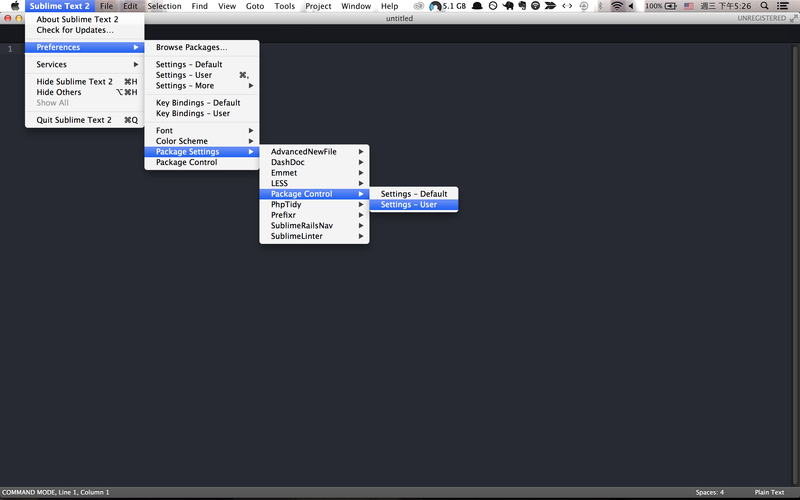 Sublime Text 2 File Edit Selection Find View Goto Tools Project Window Help 5.1 GB 100% 週三 下午5:26
untitled UNREGISTERED
1
About Sublime Text 2
Check for Updates…
Preferences
Services
Hide Sublime Text 2 ⌘H
Hide Others ⌥⌘H
Show All
Quit Sublime Text 2 ⌘Q
Browse Packages…
Settings – Default
Settings – User ⌘,
Settings – More
Key Bindings – Default
Key Bindings – User
Font
Color Scheme
Package Settings
Package Control
AdvancedNewFile
DashDoc
Emmet
LESS
Package Control
PhpTidy
Prefixr
SublimeRailsNav
SublimeLinter
Settings – Default
Settings – User
COMMAND MODE, Line 1, Column 1 Spaces: 4 Plain Text